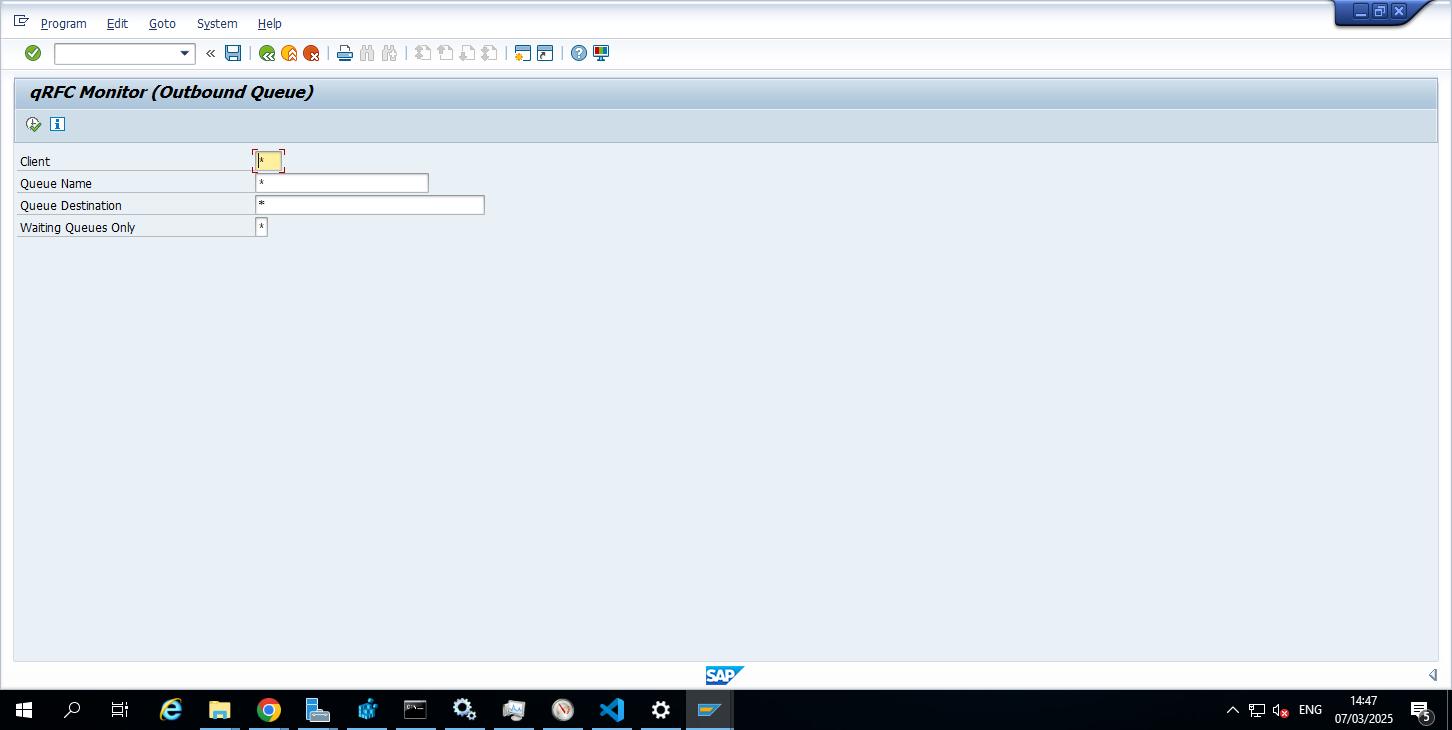 Program Edit Goto System Help
qRFC Monitor (Outbound Queue)
Client *
Queue Name *
Queue Destination *
Waiting Queues Only *
SAP
ENG
14:47
07/03/2025
5